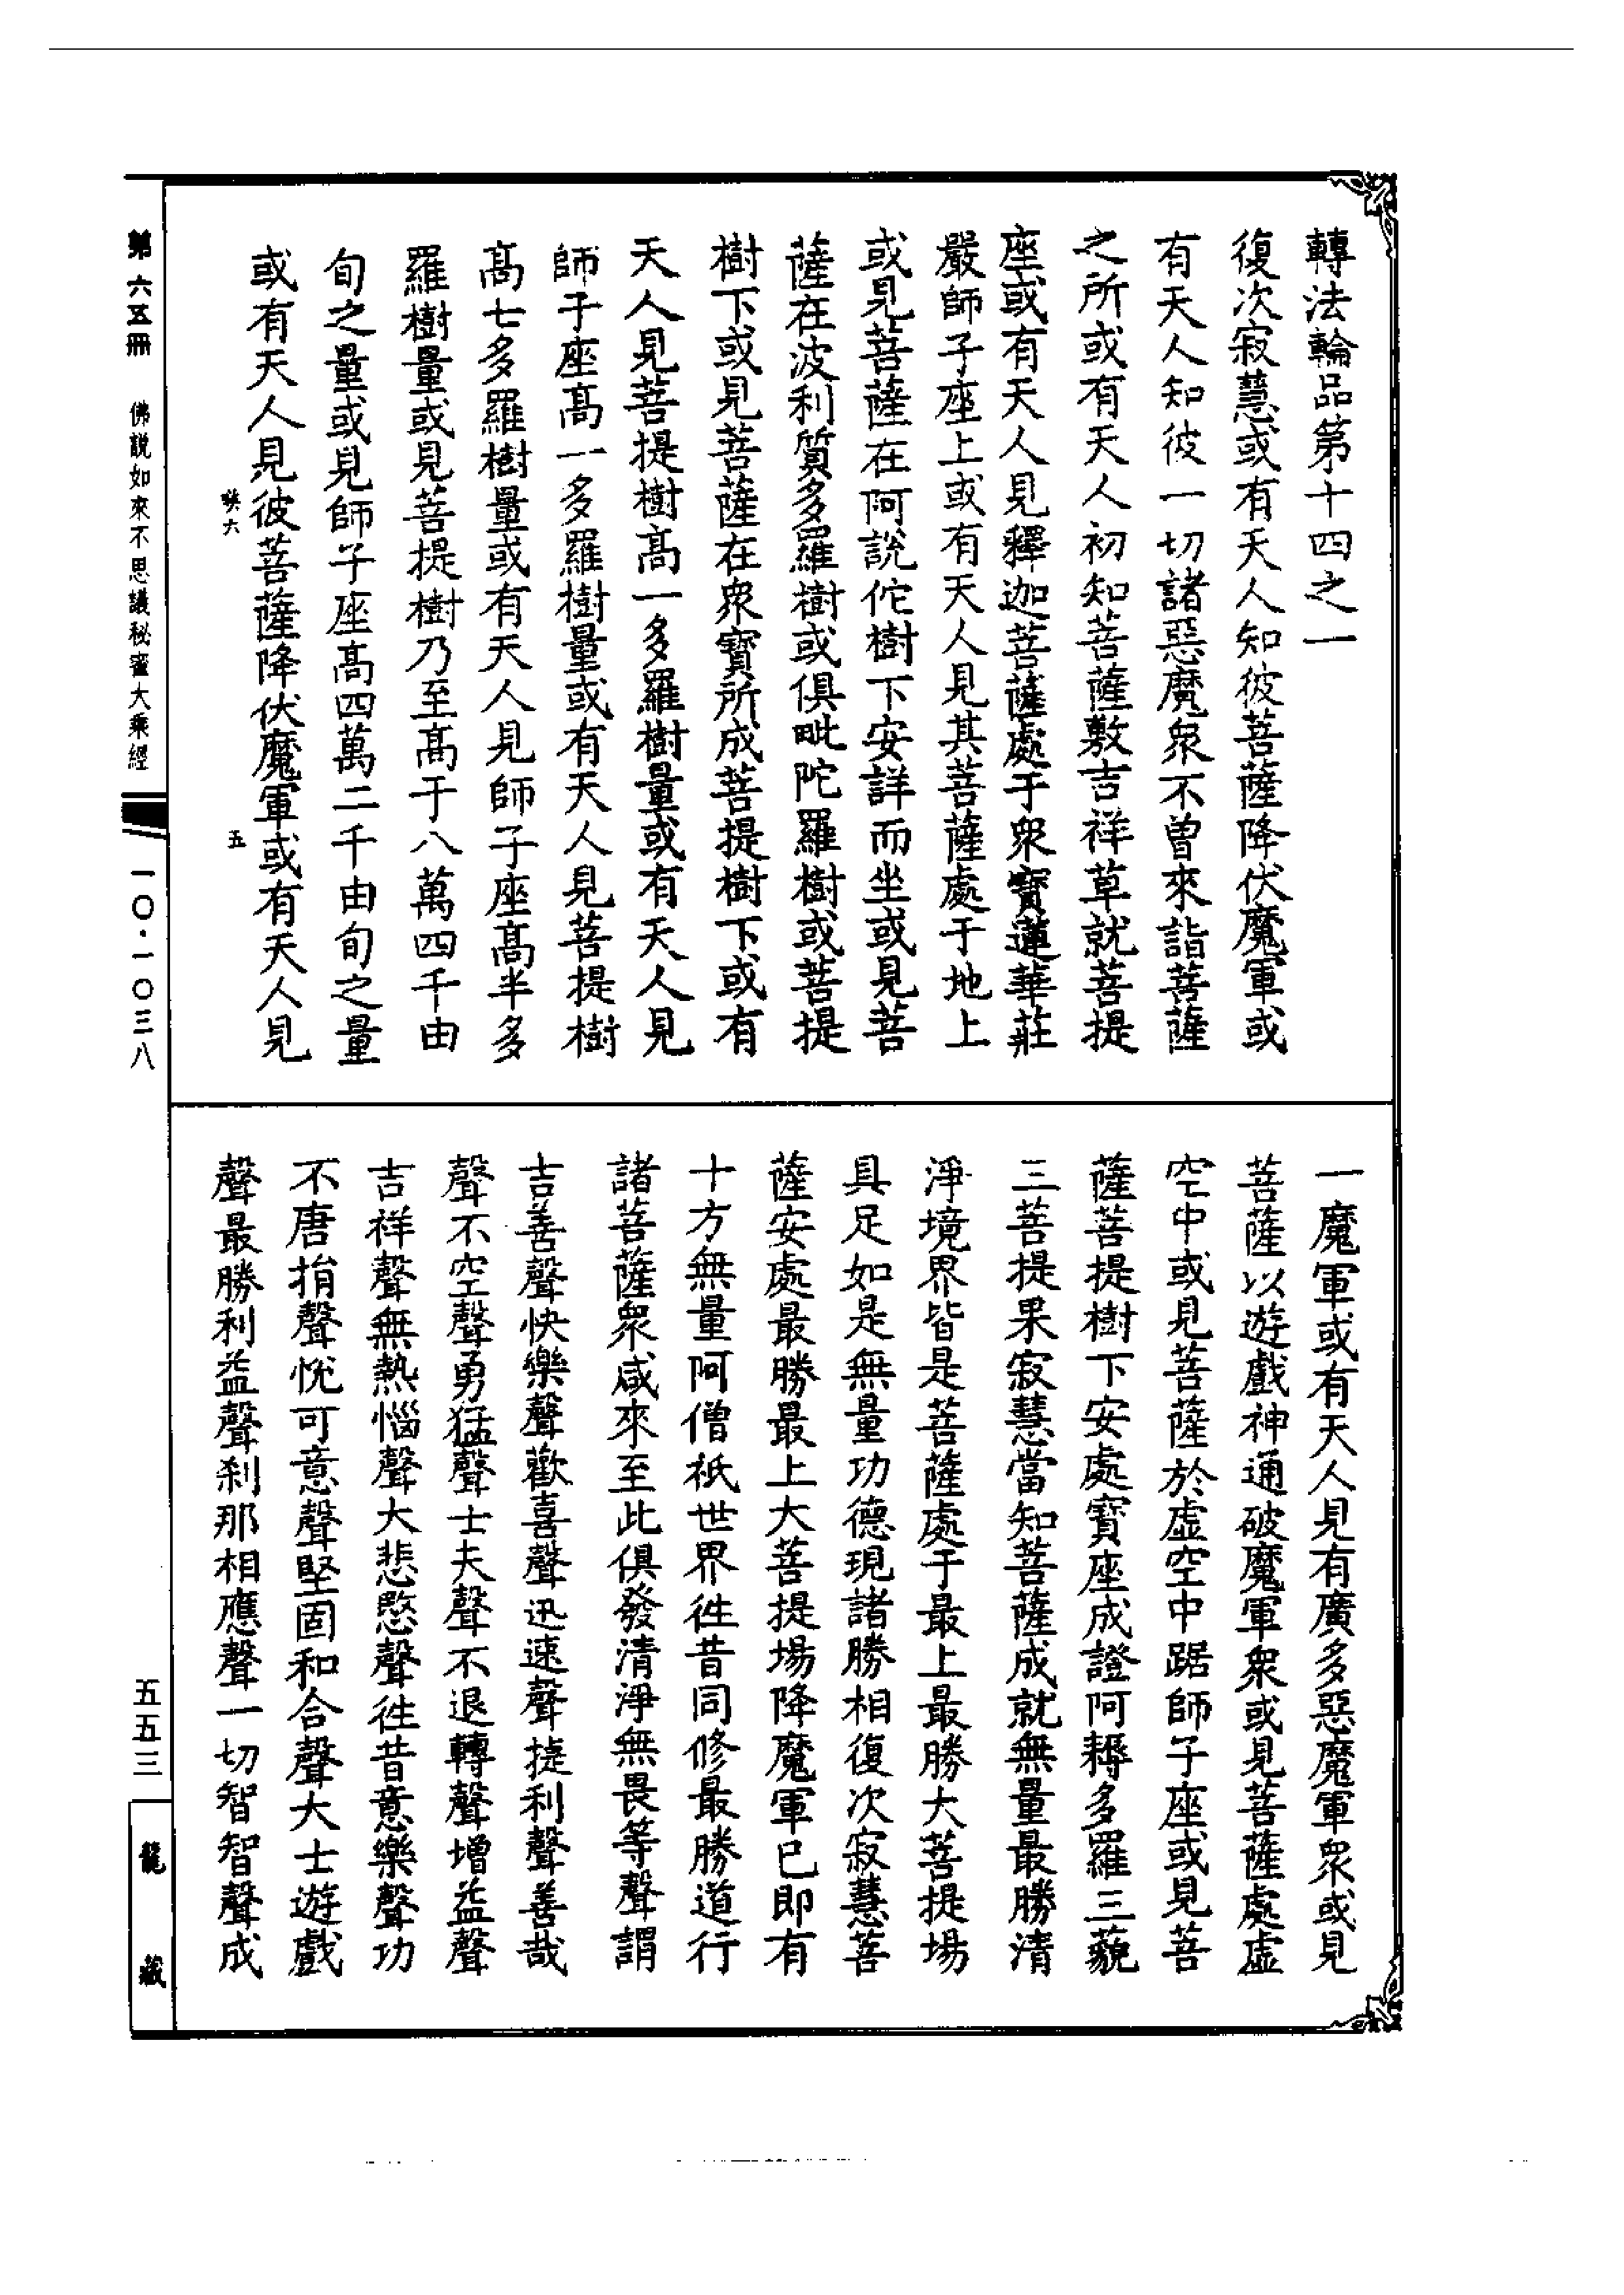 轉法輪品第十四之一
復次寂慧或有天人知彼菩薩降伏魔軍或
有天人知彼一切諸惡魔衆不曾來詣菩薩
之所或有天人初知菩薩敷吉祥草就菩提
座或有天人見釋迦菩薩處于衆寶蓮華莊
嚴師子座上或有天人見其菩薩處于地上
或見菩薩在阿說佗樹下安詳而坐或見菩
薩在波利質多羅樹或俱毗陀羅樹或菩提
樹下或見菩薩在衆寶所成菩提樹下或有
天人見菩提樹高一多羅樹量或有天人見
師子座高一多羅樹量或有天人見菩提樹
高七多羅樹量或有天人見師子座高半多
羅樹量或見菩提樹乃至高于八萬四千由
旬之量或見師子座高四萬二千由旬之量
或有天人見彼菩薩降伏魔軍或有天人見
一魔軍或有天人見有廣多惡魔軍衆或見
菩薩以遊戲神通破魔軍衆或見菩薩處虛
空中或見菩薩於虛空中踞師子座或見菩
薩菩提樹下安處寶座成證阿耨多羅三藐
三菩提果寂慧當知菩薩成就無量最勝清
淨境界皆是菩薩處于最上最勝大菩提場
具足如是無量功德現諸勝相復次寂慧菩
薩安處最勝最上大菩提場降魔軍已即有
十方無量阿僧祇世界徃昔同修最勝道行
諸菩薩衆咸來至此俱發清淨無畏等聲謂
吉善聲快樂聲歡喜聲迅速聲揵利聲善哉
聲不空聲勇猛聲士夫聲不退轉聲增益聲
吉祥聲無熱惱聲大悲愍聲徃昔意樂聲功
不唐捐聲悅可意聲堅固和合聲大士遊戲
聲最勝利益聲剎那相應聲一切智智聲成
第六五冊　佛説如來不思議秘密大乘經　一〇·一〇三八　五五三　龍藏
六　五